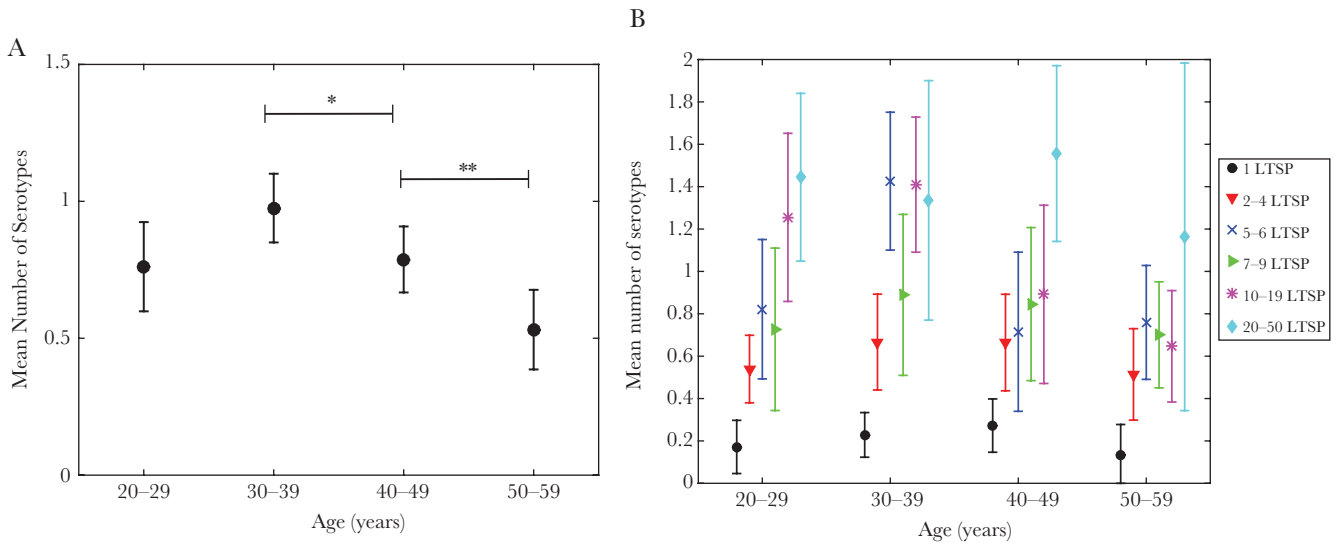 A
Mean Number of Serotypes
1.5
1
0.5
0
*
**
20–29
30–39
40–49
50–59
Age (years)
B
Mean number of serotypes
2
1.8
1.6
1.4
1.2
1
0.8
0.6
0.4
0.2
0
20–29
30–39
40–49
50–59
Age (years)
1 LTSP
2–4 LTSP
5–6 LTSP
7–9 LTSP
10–19 LTSP
20–50 LTSP